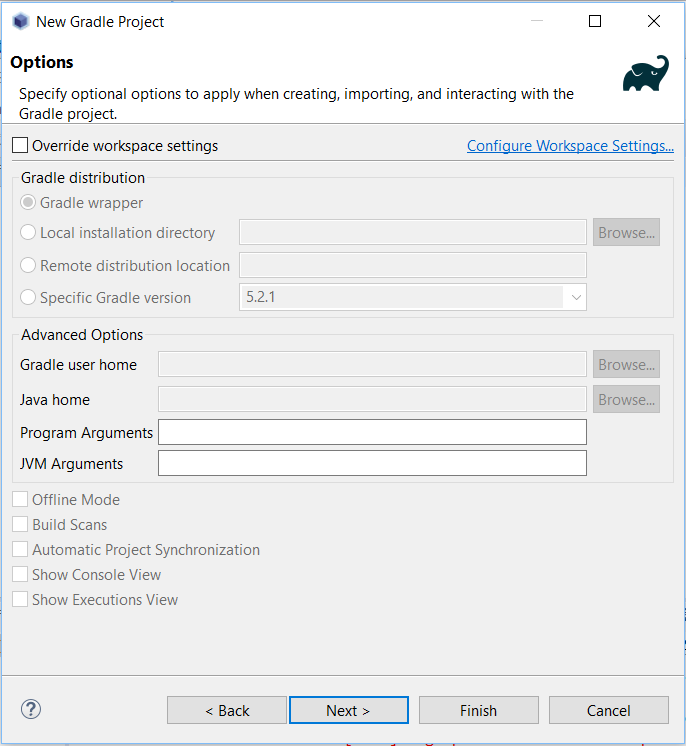 New Gradle Project
Options
Specify optional options to apply when creating, importing, and interacting with the
Gradle project.
Override workspace settings
Configure Workspace Settings...
Gradle distribution
Gradle wrapper
Local installation directory
Browse...
Remote distribution location
Specific Gradle version
5.2.1
Advanced Options
Gradle user home
Browse...
Java home
Browse...
Program Arguments
JVM Arguments
Offline Mode
Build Scans
Automatic Project Synchronization
Show Console View
Show Executions View
?
< Back
Next >
Finish
Cancel